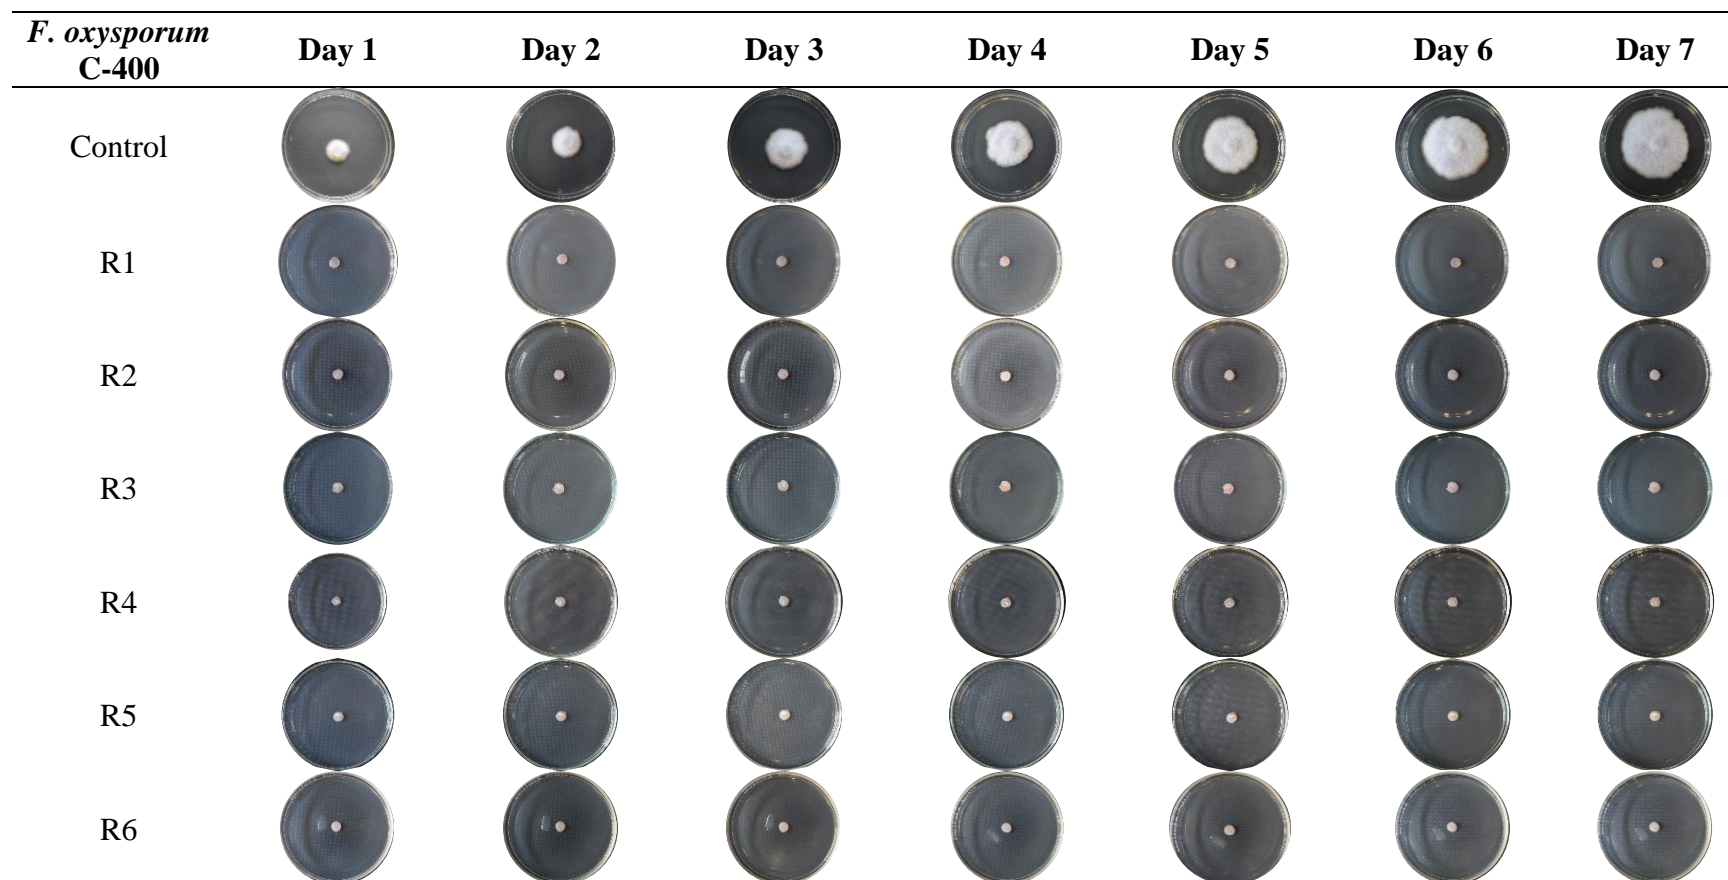 F. oxysporum
C-400
Day 1
Day 2
Day 3
Day 4
Day 5
Day 6
Day 7
Control
R1
R2
R3
R4
R5
R6